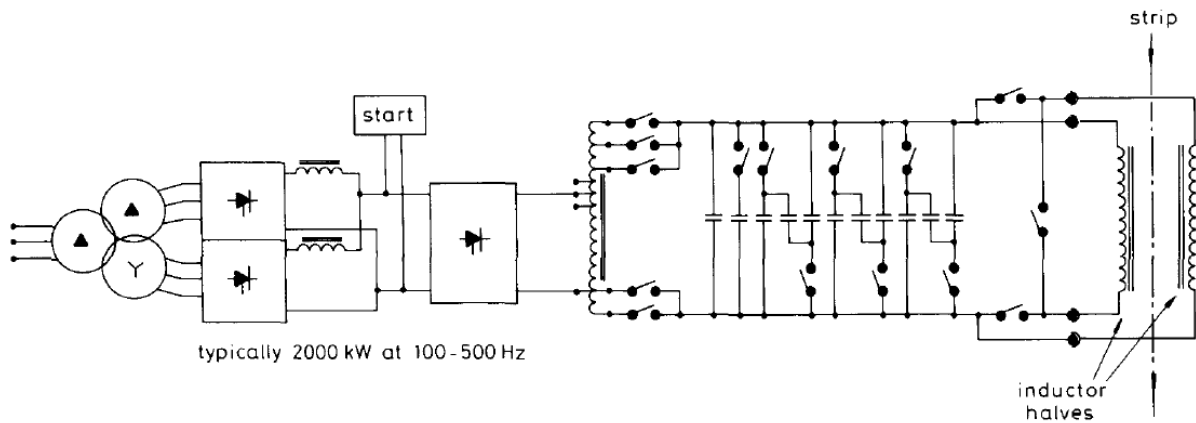 strip
start
Y
typically 2000 kW at 100-500 Hz
inductor
halves